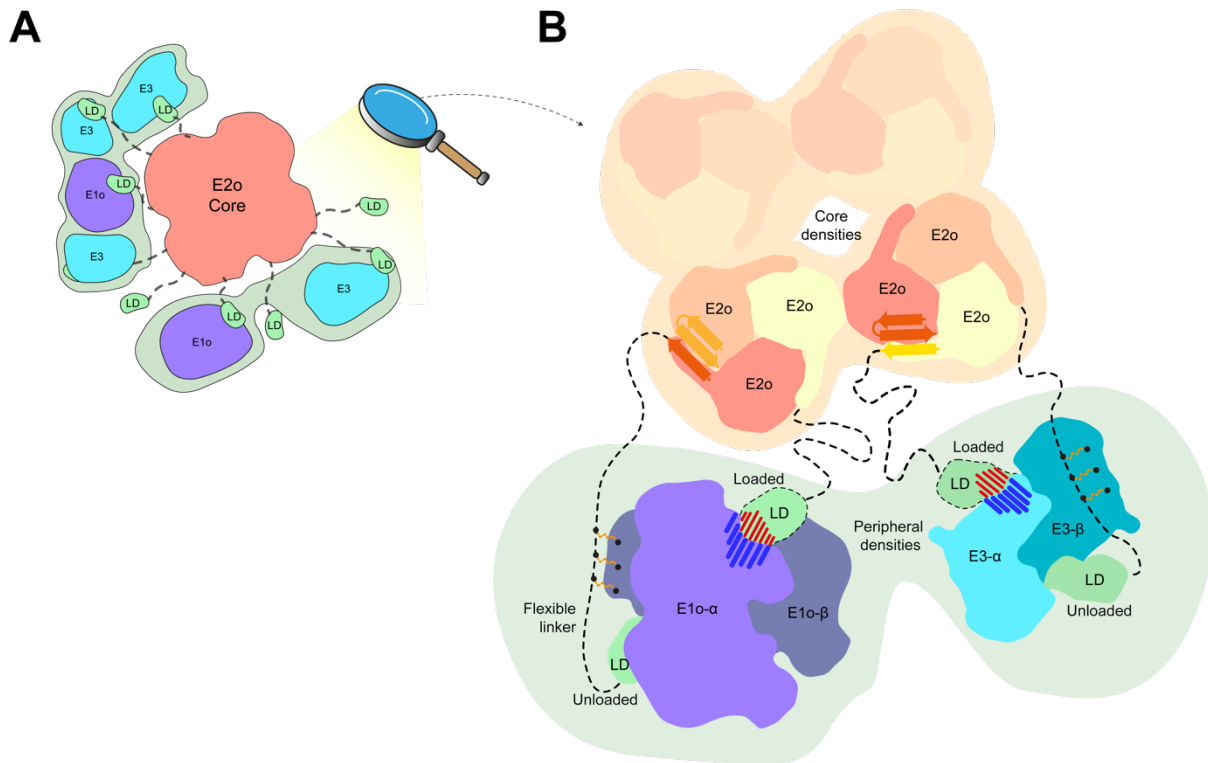 A
B
E3
LD
LD
E3
E2o
Core
LD
E1o
LD
LD
E3
LD
LD
E3
LD
LD
E1o
Core
densities
E2o
E2o
E2o
E2o
E2o
E2o
Loaded
Loaded
LD
LD
Peripheral
densities
E3-β
E3-α
LD
Unloaded
E1o-α
E1o-β
Flexible
linker
LD
Unloaded